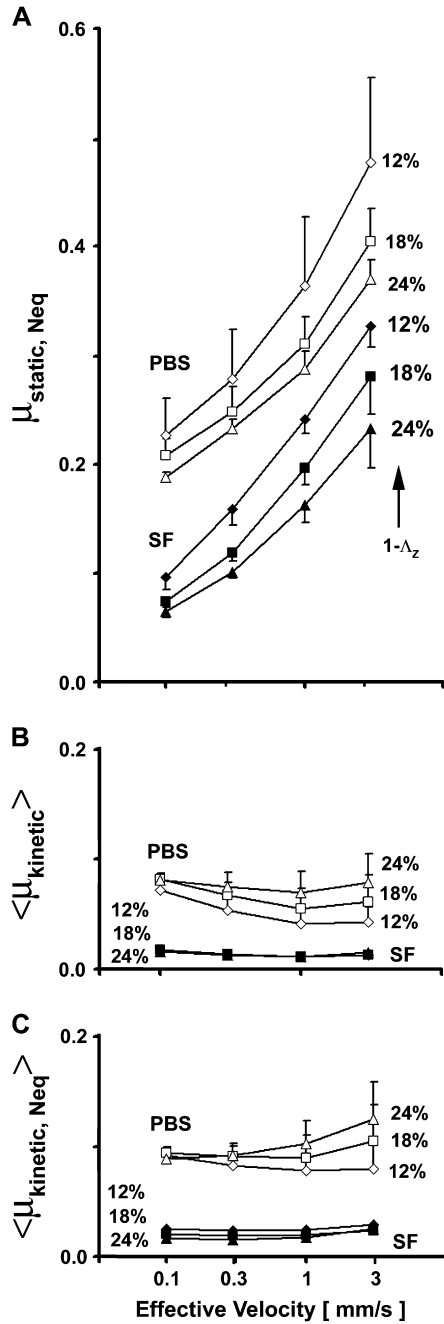 A
0.6
0.4
0.2
0.0
μstatic, Neq
12%
18%
24%
PBS
12%
18%
24%
SF
1-Λz
B
0.2
0.0
<μkinetic>
PBS
24%
18%
12%
12%
18%
24%
SF
C
0.2
0.0
<μkinetic, Neq>
PBS
24%
18%
12%
12%
18%
24%
SF
0.1 0.3 1 3
Effective Velocity [ mm/s ]